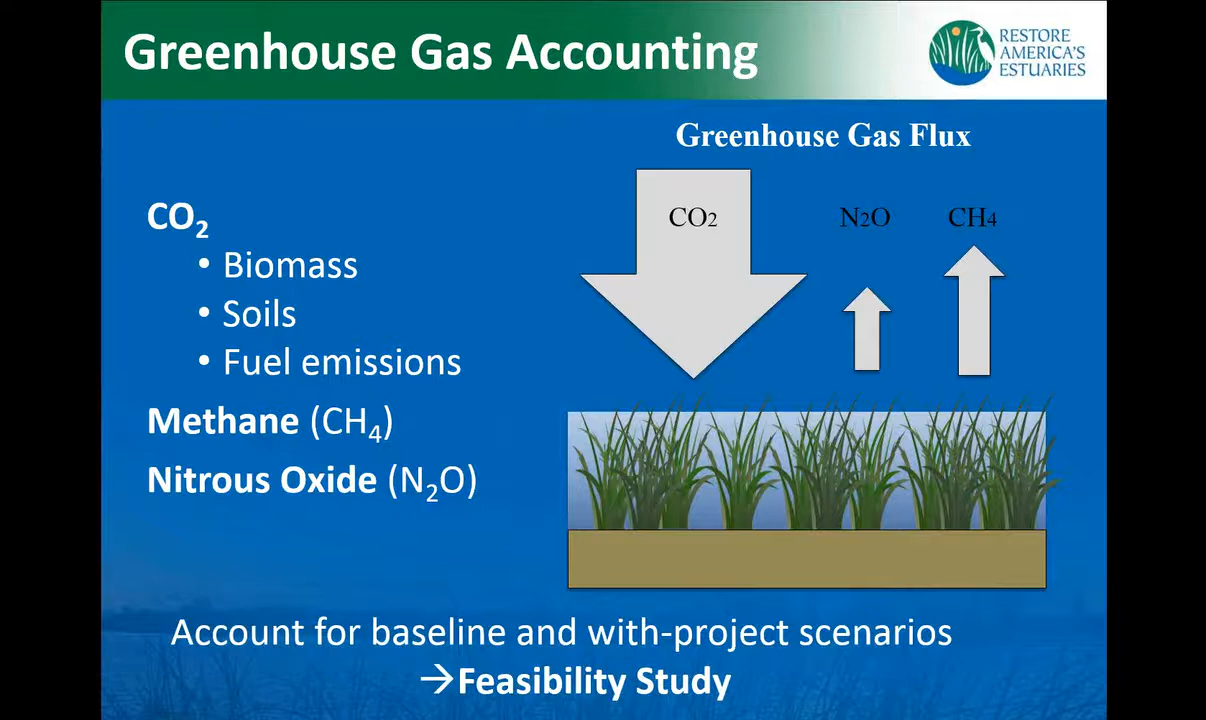 Greenhouse Gas Accounting
RESTORE
AMERICA'S
ESTUARIES
Greenhouse Gas Flux
CO2
N2O
CH4
CO₂
• Biomass
• Soils
• Fuel emissions
Methane (CH₄)
Nitrous Oxide (N₂O)
Account for baseline and with-project scenarios
→Feasibility Study